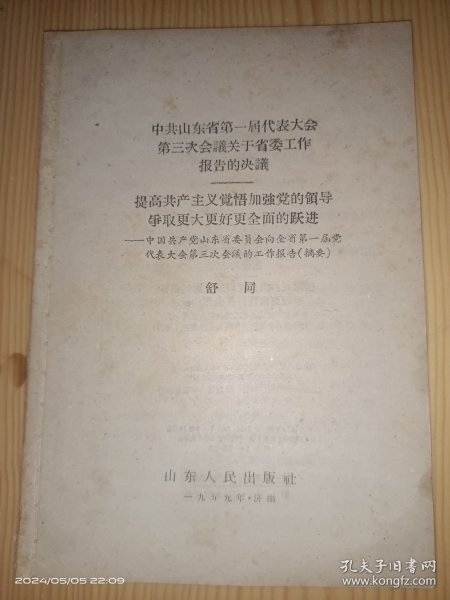 中共山东省第一届代表大会
第三次会議关于省委工作
报告的决議
提高共产主义覚悟加強党的領导
爭取更大更好更全面的跃进
——中国共产党山东省委員会向全省第一届党
代表大会第三次会議的工作报告(摘要)
舒 同
山东人民出版社
一九五九年·济南
2024/05/05 22:09
孔夫子旧书网
www.kongfz.com